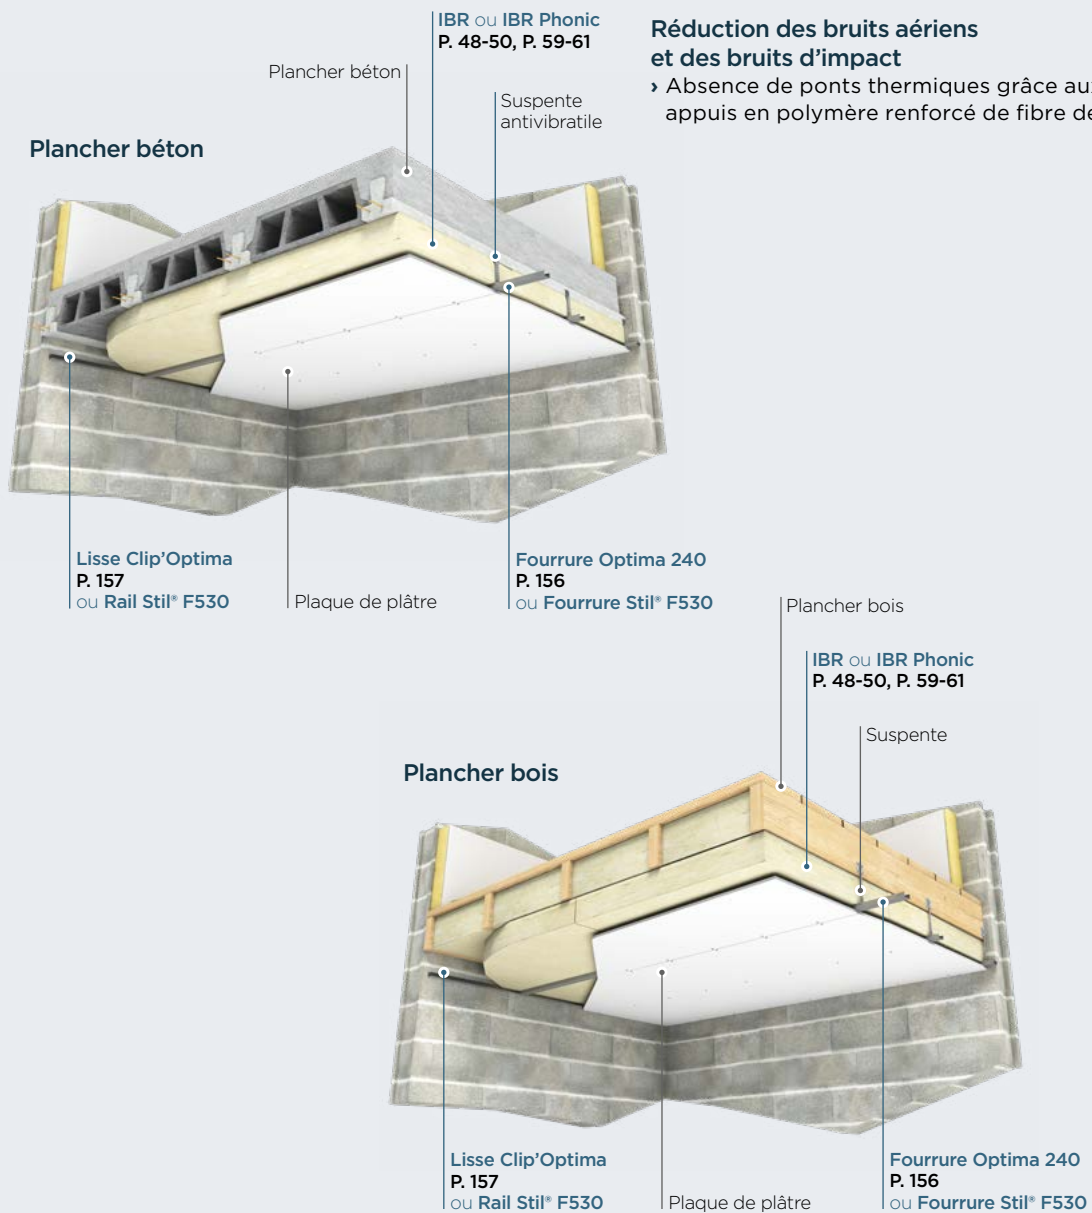 IBR ou IBR Phonic
P. 48-50, P. 59-61
Plancher béton
Suspente
antivibratile
Réduction des bruits aériens
et des bruits d’impact
› Absence de ponts thermiques grâce aux
appuis en polymère renforcé de fibre de
Plancher béton
Lisse Clip’Optima
P. 157
ou Rail Stil® F530
Plaque de plâtre
Fourrure Optima 240
P. 156
ou Fourrure Stil® F530
Plancher bois
IBR ou IBR Phonic
P. 48-50, P. 59-61
Suspente
Plancher bois
Lisse Clip’Optima
P. 157
ou Rail Stil® F530
Plaque de plâtre
Fourrure Optima 240
P. 156
ou Fourrure Stil® F530